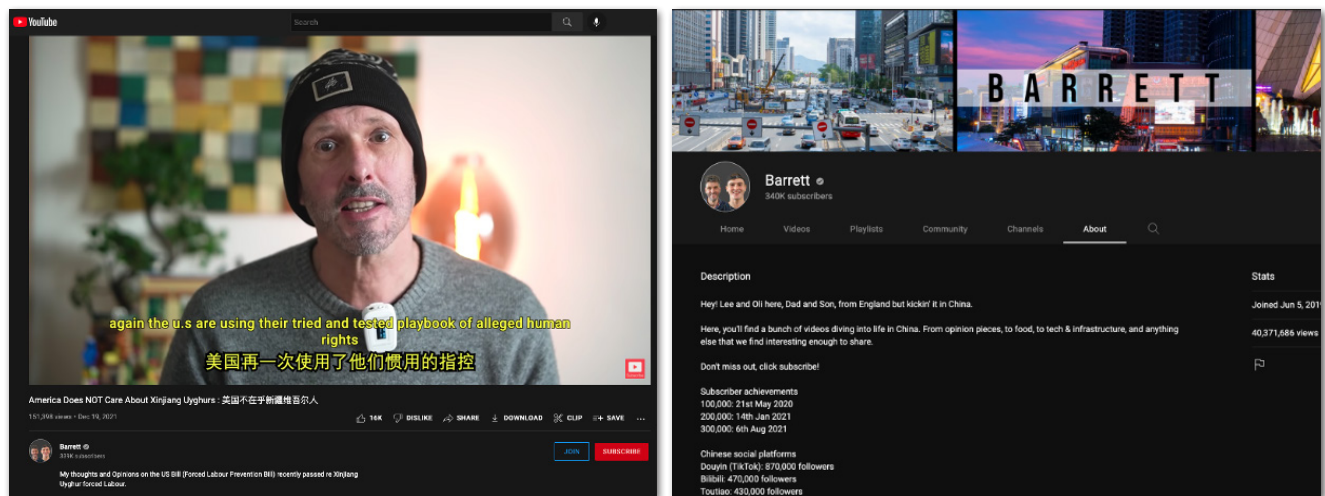 YouTube
Search
again the u.s are using their tried and tested playbook of alleged human
rights
美国再一次使用了他们惯用的指控
America Does NOT Care About Xinjiang Uyghurs : 美国不在乎新疆维吾尔人
151,398 views • Dec 19, 2021
16K
DISLIKE
SHARE
DOWNLOAD
CLIP
SAVE
Barrett
339K subscribers
JOIN
SUBSCRIBE
My thoughts and Opinions on the US Bill (Forced Labour Prevention Bill) recently passed re Xinjiang
Uyghur forced Labour.
BARRETT
Barrett
340K subscribers
Home
Videos
Playlists
Community
Channels
About
Description
Stats
Hey! Lee and Oli here, Dad and Son, from England but kickin' it in China.
Joined Jun 5, 201
Here, you'll find a bunch of videos diving into life in China. From opinion pieces, to food, to tech & infrastructure, and anything
else that we find interesting enough to share.
40,371,686 views
Don't miss out, click subscribe!
Subscriber achievements
100,000: 21st May 2020
200,000: 14th Jan 2021
300,000: 6th Aug 2021
Chinese social platforms
Douyin (TikTok): 870,000 followers
Bilibili: 470,000 followers
Toutiao: 430,000 followers